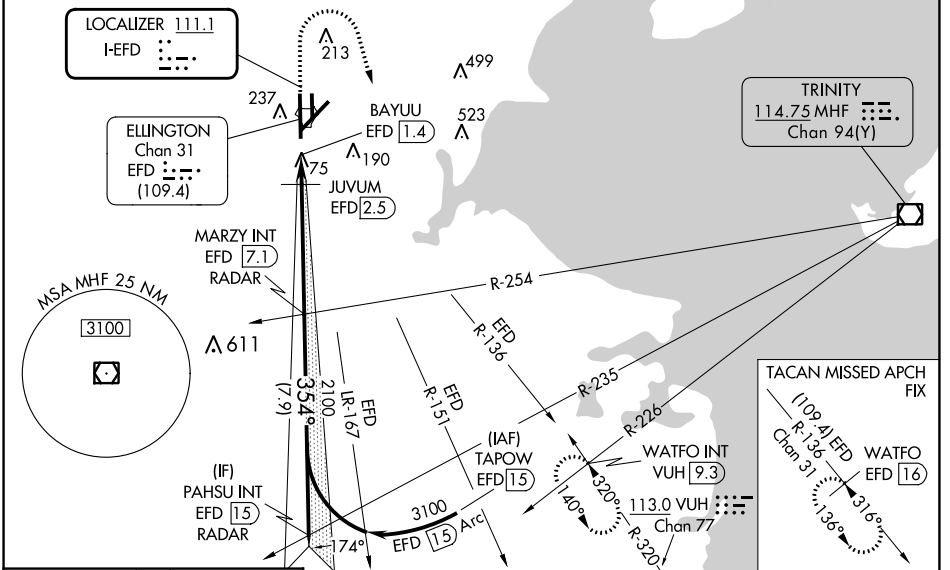 LOCALIZER 111.1
I-EFD
213
499
237
BAYUU
EFD 1.4
523
TRINITY
114.75 MHF
Chan 94(Y)
ELLINGTON
Chan 31
EFD
(109.4)
190
75
JUVUM
EFD 2.5
MARZY INT
EFD 7.1
RADAR
R-254
MSA MHF 25 NM
3100
611
EFD
R-136
354°
(7.9)
2100
EFD
LR-167
EFD
R-151
R-235
R-226
TACAN MISSED APCH
FIX
(109.4) EFD
R-136
Chan 31
WATFO
EFD 16
136°
316°
(IAF)
TAPOW
EFD 15
WATFO INT
VUH 9.3
(IF)
PAHSU INT
EFD 15
RADAR
3100
EFD 15 Arc
174°
140°
320°
R-320
113.0 VUH
Chan 77